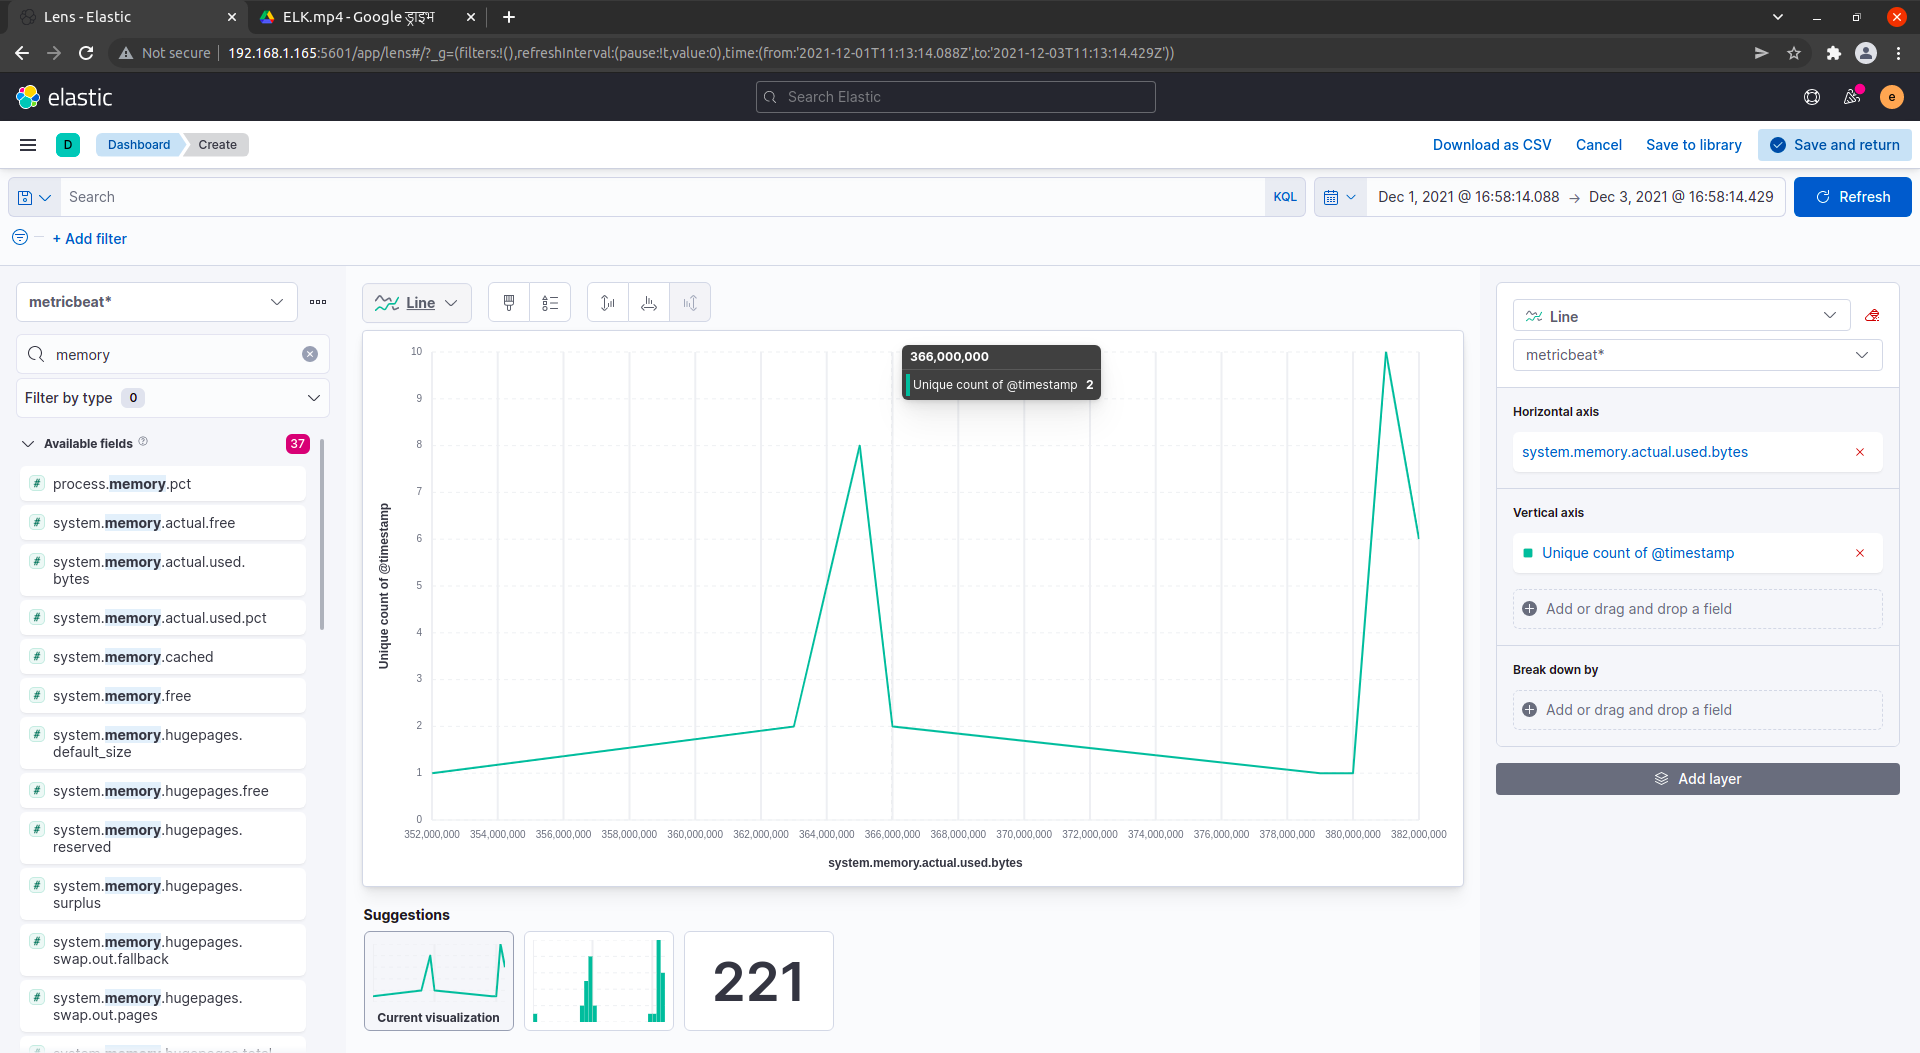 Lens - Elastic
ELK.mp4 - Google ड्राइभ
Not secure
192.168.1.165:5601/app/lens#/?_g=(filters:!(),refreshInterval:(pause:!t,value:0),time:(from:'2021-12-01T11:13:14.088Z',to:'2021-12-03T11:13:14.429Z'))
elastic
Search Elastic
e
D
Dashboard
Create
Download as CSV
Cancel
Save to library
Save and return
Search
KQL
Dec 1, 2021 @ 16:58:14.088 → Dec 3, 2021 @ 16:58:14.429
Refresh
+ Add filter
metricbeat*
memory
Filter by type 0
Available fields
37
# process.memory.pct
# system.memory.actual.free
# system.memory.actual.used.
bytes
# system.memory.actual.used.pct
# system.memory.cached
# system.memory.free
# system.memory.hugepages.
default_size
# system.memory.hugepages.free
# system.memory.hugepages.
reserved
# system.memory.hugepages.
surplus
# system.memory.hugepages.
swap.out.fallback
# system.memory.hugepages.
swap.out.pages
# system.memory.hugepages.total
Line
366,000,000
Unique count of @timestamp 2
10
9
8
7
6
5
4
3
2
1
0
Unique count of @timestamp
352,000,000 354,000,000 356,000,000 358,000,000 360,000,000 362,000,000 364,000,000 366,000,000 368,000,000 370,000,000 372,000,000 374,000,000 376,000,000 378,000,000 380,000,000 382,000,000
system.memory.actual.used.bytes
Suggestions
Current visualization
221
Line
metricbeat*
Horizontal axis
system.memory.actual.used.bytes
Vertical axis
Unique count of @timestamp
Add or drag and drop a field
Break down by
Add or drag and drop a field
Add layer